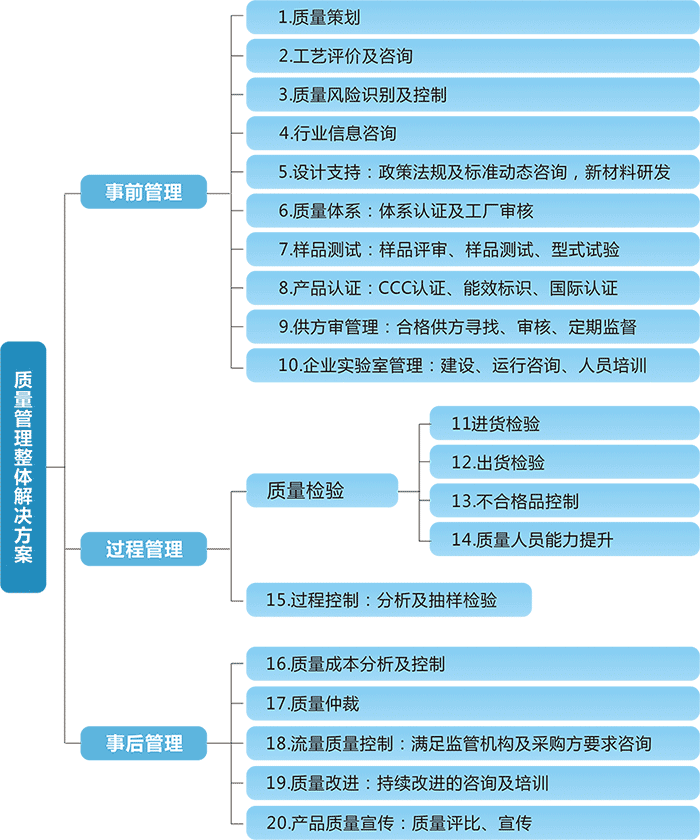 质量管理整体解决方案
事前管理
1.质量策划
2.工艺评价及咨询
3.质量风险识别及控制
4.行业信息咨询
5.设计支持：政策法规及标准动态咨询，新材料研发
6.质量体系：体系认证及工厂审核
7.样品测试：样品评审、样品测试、型式试验
8.产品认证：CCC认证、能效标识、国际认证
9.供方审管理：合格供方寻找、审核、定期监督
10.企业实验室管理：建设、运行咨询、人员培训
过程管理
质量检验
11进货检验
12.出货检验
13.不合格品控制
14.质量人员能力提升
15.过程控制：分析及抽样检验
事后管理
16.质量成本分析及控制
17.质量仲裁
18.流量质量控制：满足监管机构及采购方要求咨询
19.质量改进：持续改进的咨询及培训
20.产品质量宣传：质量评比、宣传